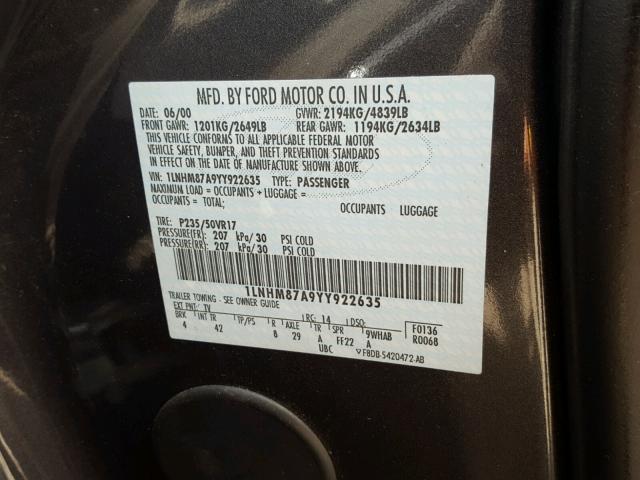 MFD. BY FORD MOTOR CO. IN U.S.A.
DATE: 06/00 GVWR: 2194KG/4839LB
FRONT GAWR: 1201KG/2649LB REAR GAWR: 1194KG/2634LB
THIS VEHICLE CONFORMS TO ALL APPLICABLE FEDERAL MOTOR
VEHICLE SAFETY, BUMPER, AND THEFT PREVENTION STANDARDS
IN EFFECT ON THE DATE OF MANUFACTURE SHOWN ABOVE.
VIN: 1LNHM87A9YY922635 TYPE: PASSENGER
MAXIMUM LOAD = OCCUPANTS + LUGGAGE = OCCUPANTS
OCCUPANTS = TOTAL:
TIRE: P235/50VR17
PRESSURE(FR): 207 kPa/30 PSI COLD
PRESSURE(RR): 207 kPa/30 PSI COLD
1LNHM87A9YY922635
TRAILER TOWING - SEE OWNER GUIDE
EXT PNT: TV RC: 14 DSO: F0136
BRK INT TR TP/PS R AXLE TR SPR 9WHAB R0068
4 42 8 29 A FF22 A
UBC F8DB-5420472-AB